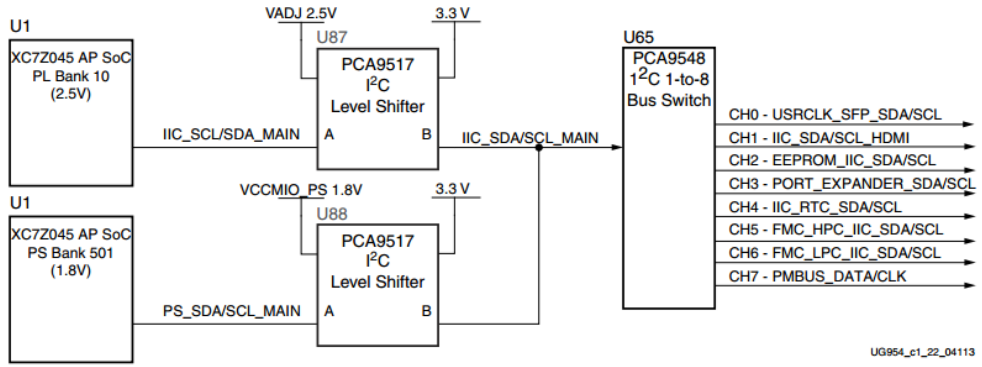 U1
XC7Z045 AP SoC
PL Bank 10
(2.5V)
IIC_SCL/SDA_MAIN
VADJ 2.5V
3.3 V
U87
PCA9517
I2C
Level Shifter
A
B
IIC_SDA/SCL_MAIN
U1
XC7Z045 AP SoC
PS Bank 501
(1.8V)
PS_SDA/SCL_MAIN
VCCMIO_PS 1.8V
3.3 V
U88
PCA9517
I2C
Level Shifter
A
B
U65
PCA9548
12C 1-to-8
Bus Switch
CH0 - USRCLK_SFP_SDA/SCL
CH1 - IIC_SDA/SCL_HDMI
CH2 - EEPROM_IIC_SDA/SCL
CH3 - PORT_EXPANDER_SDA/SCL
CH4 - IIC_RTC_SDA/SCL
CH5 - FMC_HPC_IIC_SDA/SCL
CH6 - FMC_LPC_IIC_SDA/SCL
CH7 - PMBUS_DATA/CLK
UG954_c1_22_04113